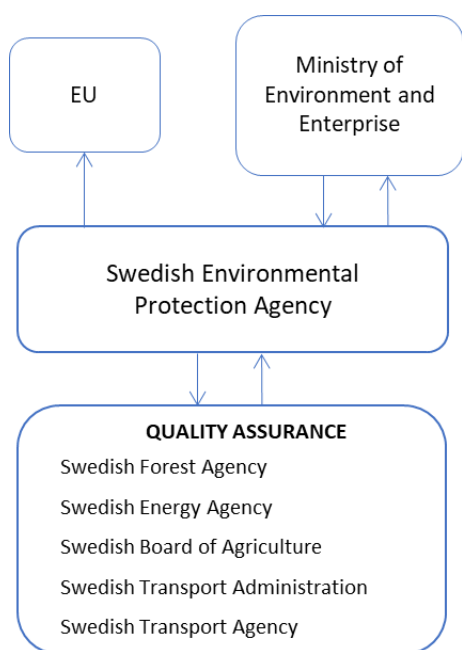 EU
Ministry of
Environment and
Enterprise
Swedish Environmental
Protection Agency
QUALITY ASSURANCE
Swedish Forest Agency
Swedish Energy Agency
Swedish Board of Agriculture
Swedish Transport Administration
Swedish Transport Agency